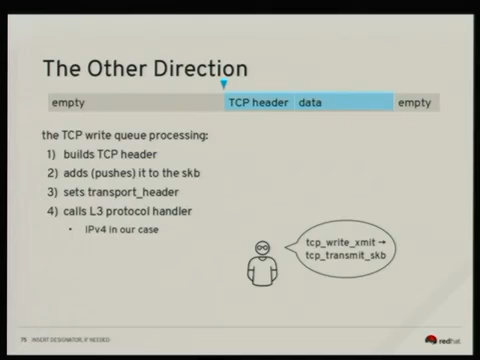 The Other Direction
empty TCP header data empty
the TCP write queue processing:
1) builds TCP header
2) adds (pushes) it to the skb
3) sets transport_header
4) calls L3 protocol handler
• IPv4 in our case
tcp_write_xmit →
tcp_transmit_skb
75 INSERT DESIGNATOR, IF NEEDED
redhat